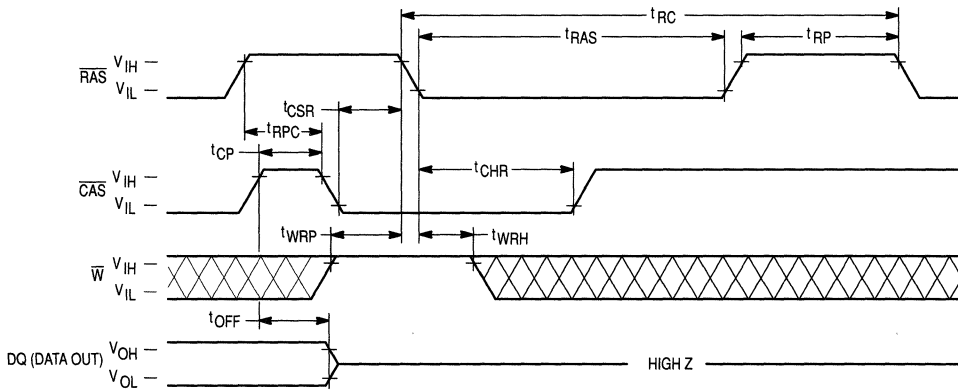 tRC
tRAS
tRP
RAS VIH
VIL
tCSR
tRPC
tCP
tCHR
CAS VIH
VIL
tWRP
tWRH
W VIH
VIL
tOFF
DQ (DATA OUT) VOH
VOL
HIGH Z